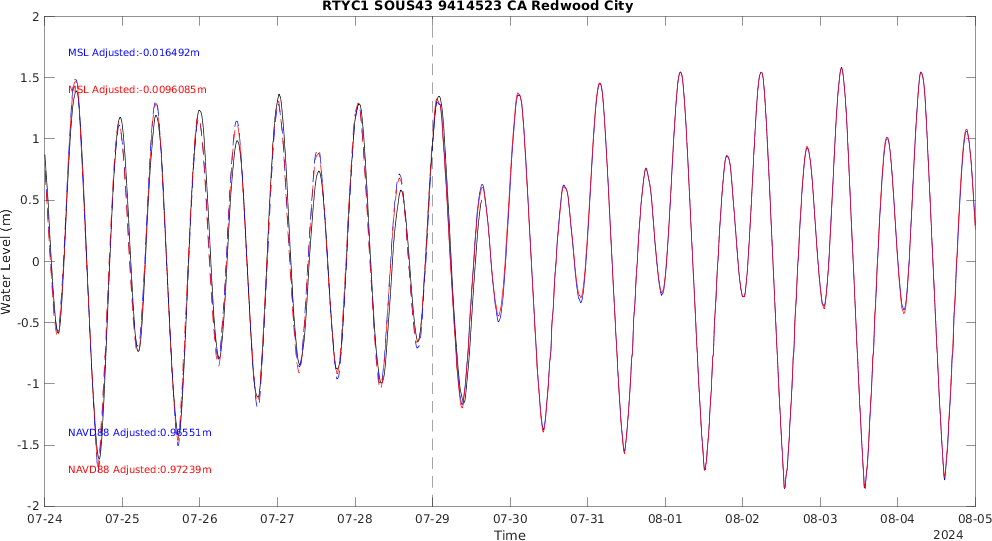 RTYC1 SOUS43 9414523 CA Redwood City
MSL Adjusted:-0.016492m
MSL Adjusted:-0.0096085m
NAVD88 Adjusted:0.96551m
NAVD88 Adjusted:0.97239m
Water Level (m)
2
1.5
1
0.5
0
-0.5
-1
-1.5
-2
07-24 07-25 07-26 07-27 07-28 07-29 07-30 07-31 08-01 08-02 08-03 08-04 08-05
Time
2024